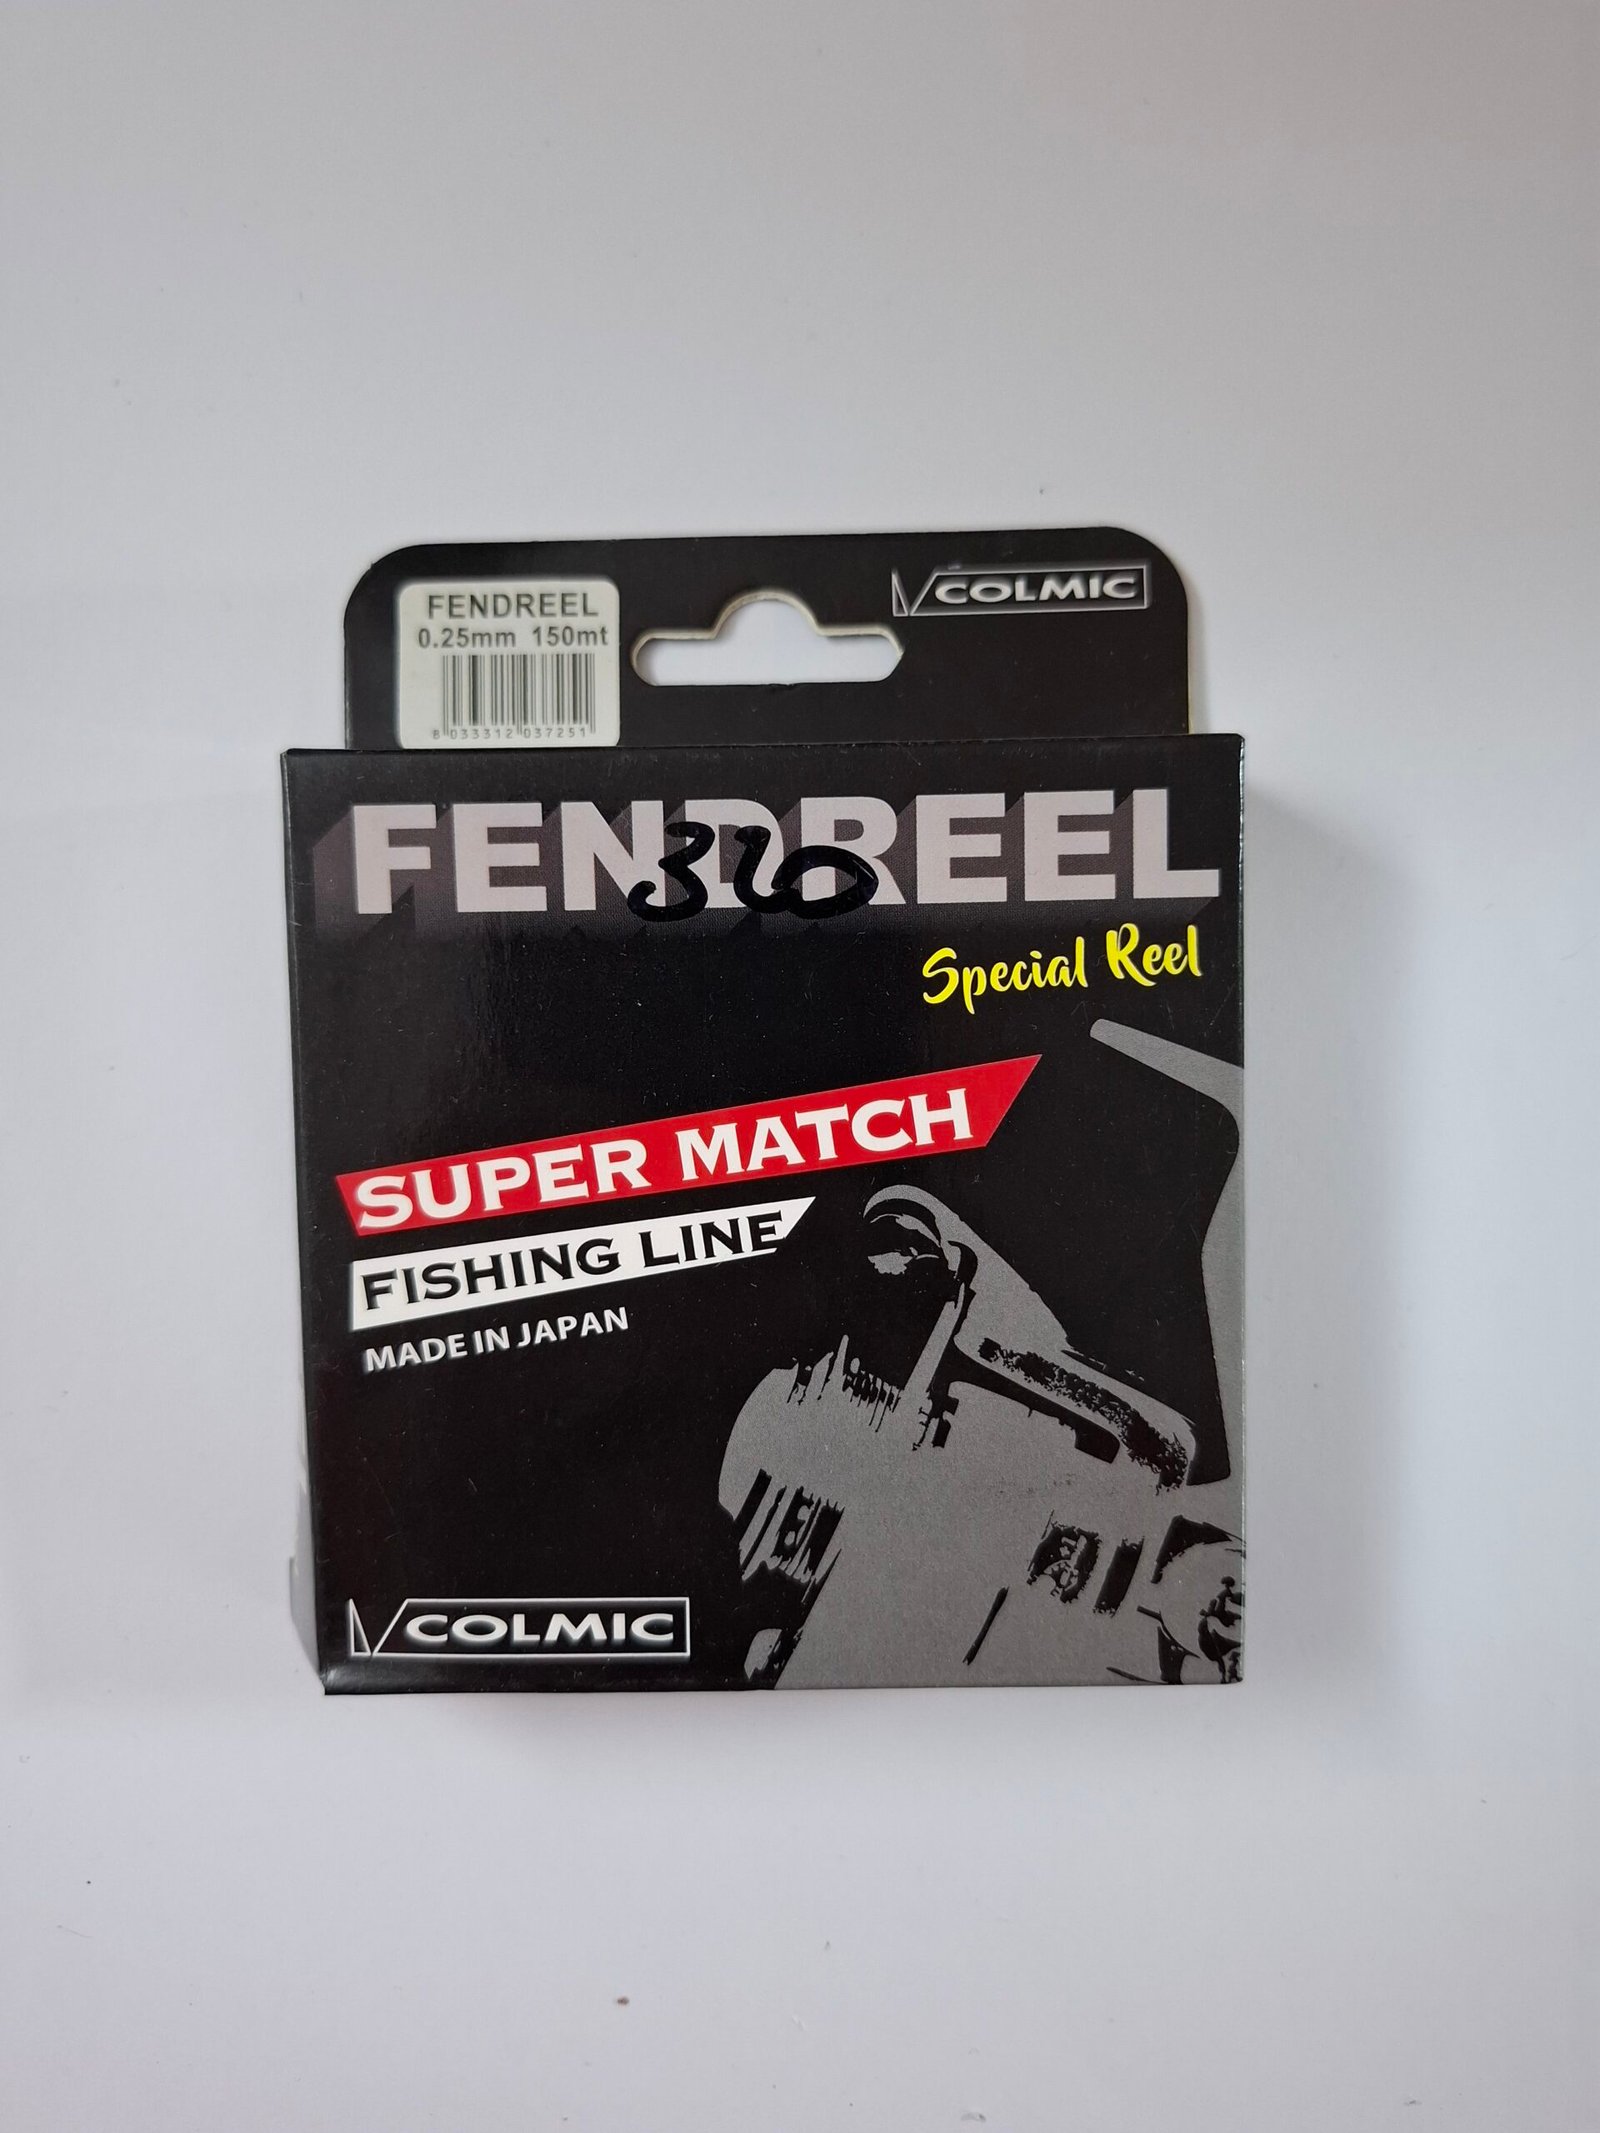 FENDREEL
0.25mm 150mt
8 033312 037251
COLMIC
FENDREEL
320
Special Reel
SUPER MATCH
FISHING LINE
MADE IN JAPAN
COLMIC